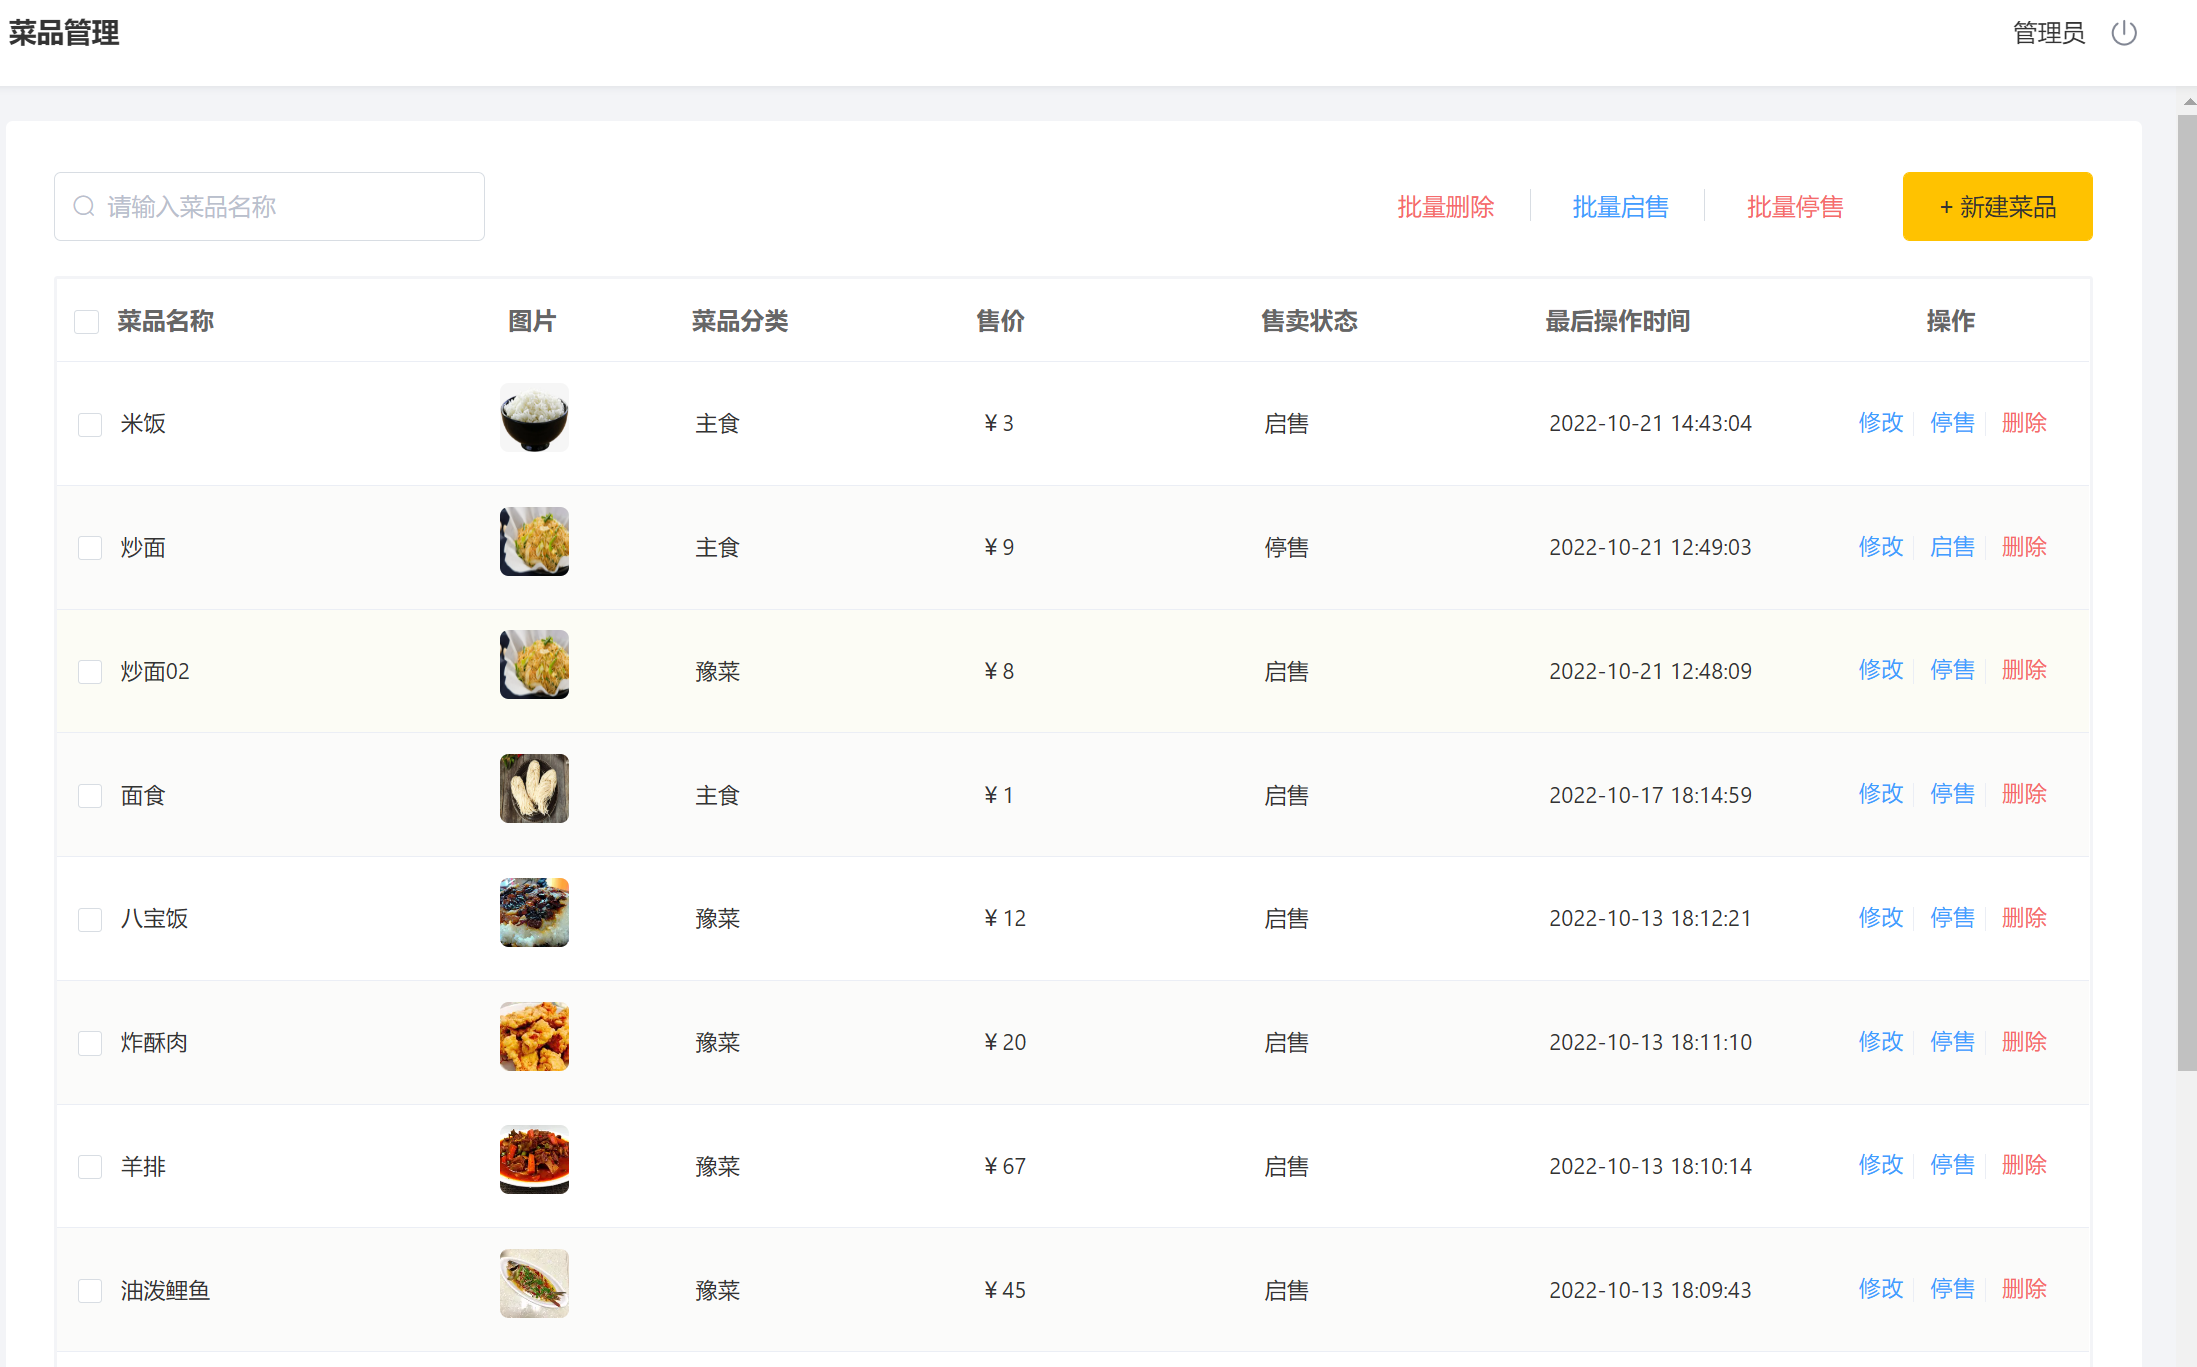 菜品管理 管理员
请输入菜品名称 批量删除 批量启售 批量停售 + 新建菜品
菜品名称 图片 菜品分类 售价 售卖状态 最后操作时间 操作
米饭 主食 ¥ 3 启售 2022-10-21 14:43:04 修改 停售 删除
炒面 主食 ¥ 9 停售 2022-10-21 12:49:03 修改 启售 删除
炒面02 豫菜 ¥ 8 启售 2022-10-21 12:48:09 修改 停售 删除
面食 主食 ¥ 1 启售 2022-10-17 18:14:59 修改 停售 删除
八宝饭 豫菜 ¥ 12 启售 2022-10-13 18:12:21 修改 停售 删除
炸酥肉 豫菜 ¥ 20 启售 2022-10-13 18:11:10 修改 停售 删除
羊排 豫菜 ¥ 67 启售 2022-10-13 18:10:14 修改 停售 删除
油泼鲤鱼 豫菜 ¥ 45 启售 2022-10-13 18:09:43 修改 停售 删除